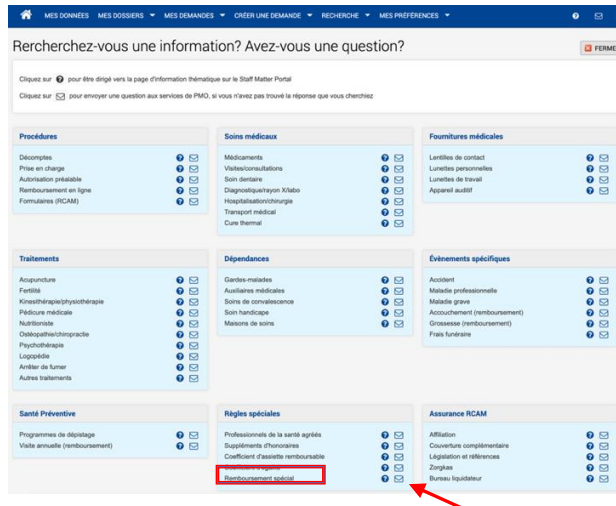 MES DONNÉES MES DOSSIERS MES DEMANDES CRÉER UNE DEMANDE RECHERCHE MES PRÉFÉRENCES
Rercherchez-vous une information? Avez-vous une question?
FERME
Cliquez sur pour être dirigé vers la page d'information thématique sur le Staff Matter Portal
Cliquez sur pour envoyer une question aux services de PMO, si vous n'avez pas trouvé la réponse que vous cherchiez
Procédures
Décomptes
Prise en charge
Autorisation préalable
Remboursement en ligne
Formulaires (RCAM)
Soins médicaux
Médicaments
Visites/consultations
Soin dentaire
Diagnostique/rayon X/labo
Hospitalisation/chirurgie
Transport médical
Cure thermal
Fournitures médicales
Lentilles de contact
Lunettes personnelles
Lunettes de travail
Appareil auditif
Traitements
Acupuncture
Fertilité
Kinesithérapie/physiothérapie
Pédicure médicale
Nutritioniste
Ostéopathie/chiropractie
Psychothérapie
Logopédie
Arrêter de fumer
Autres traitements
Dépendances
Gardes-malades
Auxiliaires médicales
Soins de convalescence
Soin handicape
Maisons de soins
Évènements spécifiques
Accident
Maladie professionnelle
Maladie grave
Accouchement (remboursement)
Grossesse (remboursement)
Frais funéraire
Santé Préventive
Programmes de dépistage
Visite annuelle (remboursement)
Règles spéciales
Professionnels de la santé agréés
Suppléments d'honoraires
Coefficient d'assiette remboursable
Remboursement spécial
Assurance RCAM
Affiliation
Couverture complémentaire
Législation et références
Zorgkas
Bureau liquidateur